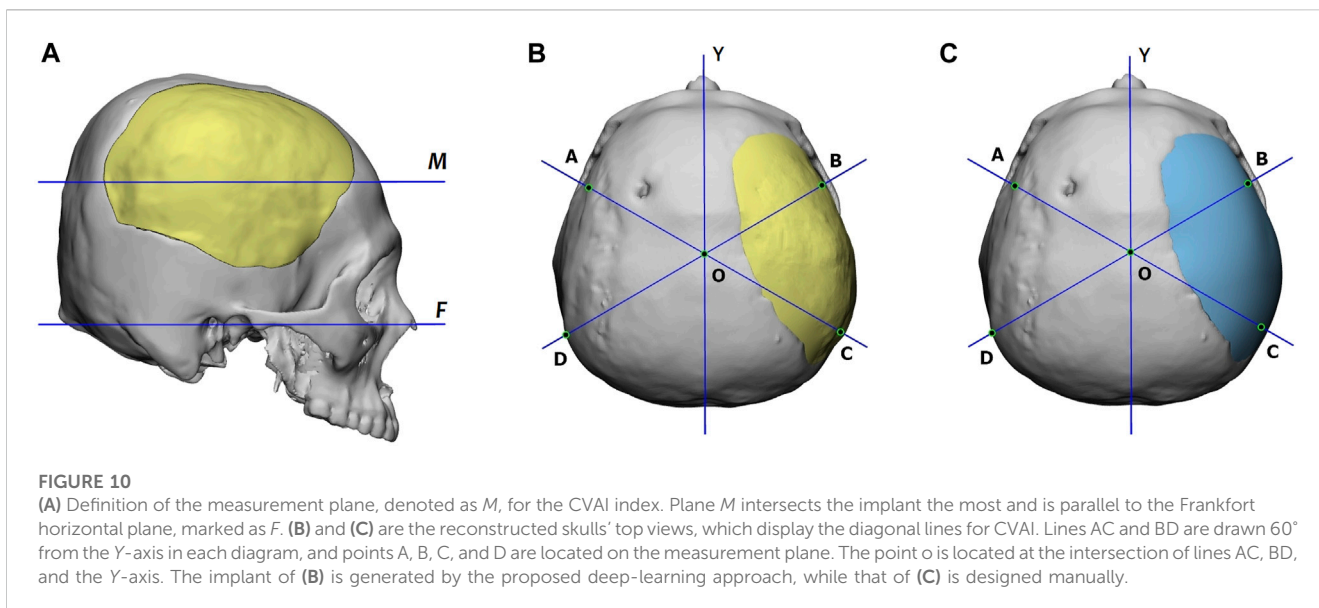 A
B
C
M
F
Y
A
B
O
D
C
Y
A
B
O
D
C
FIGURE 10
(A) Definition of the measurement plane, denoted as M, for the CVAI index. Plane M intersects the implant the most and is parallel to the Frankfort
horizontal plane, marked as F. (B) and (C) are the reconstructed skulls' top views, which display the diagonal lines for CVAI. Lines AC and BD are drawn 60°
from the Y-axis in each diagram, and points A, B, C, and D are located on the measurement plane. The point o is located at the intersection of lines AC, BD,
and the Y-axis. The implant of (B) is generated by the proposed deep-learning approach, while that of (C) is designed manually.